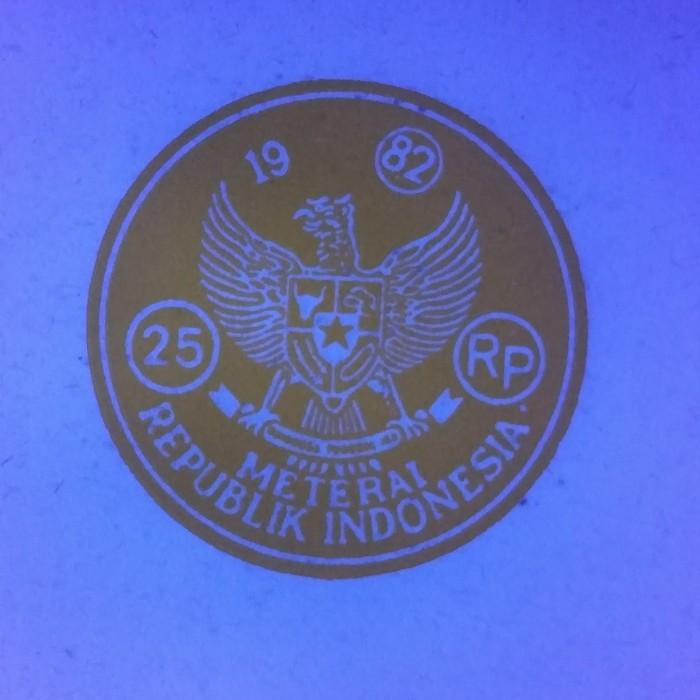 19 82
25 RP
METERAI
REPUBLIK INDONESIA